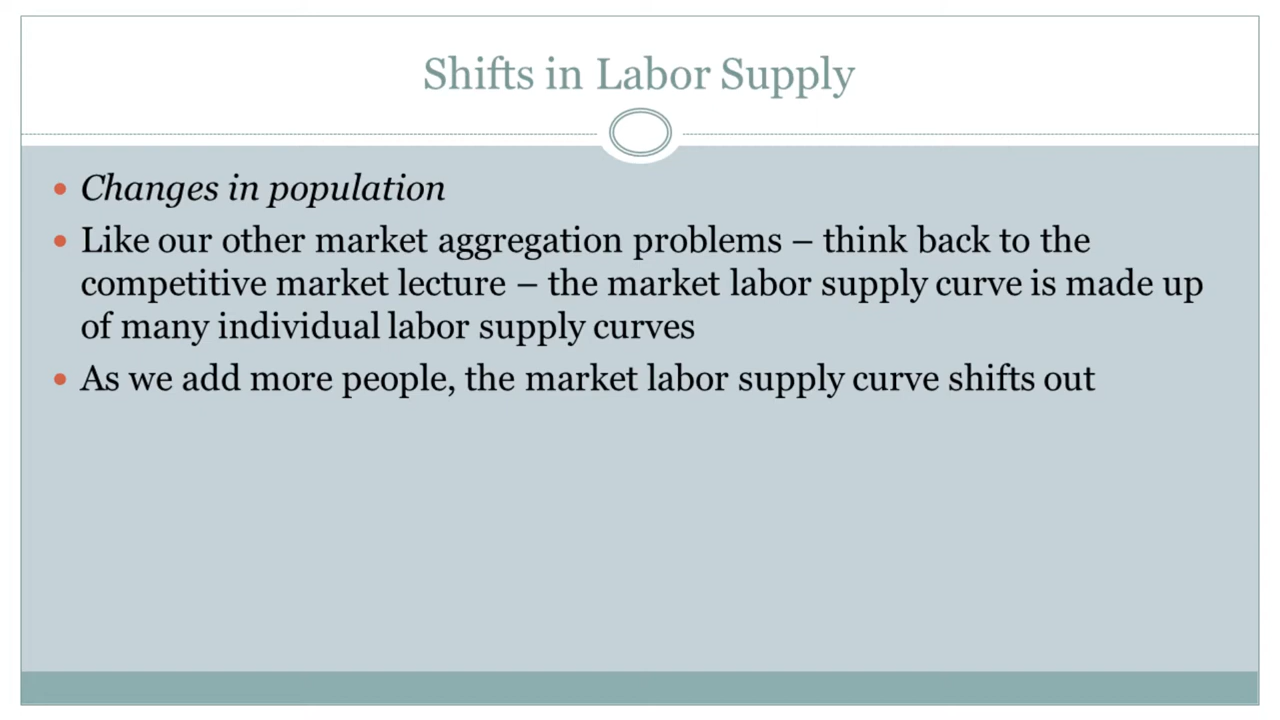 Shifts in Labor Supply
• Changes in population
• Like our other market aggregation problems – think back to the
competitive market lecture – the market labor supply curve is made up
of many individual labor supply curves
• As we add more people, the market labor supply curve shifts out